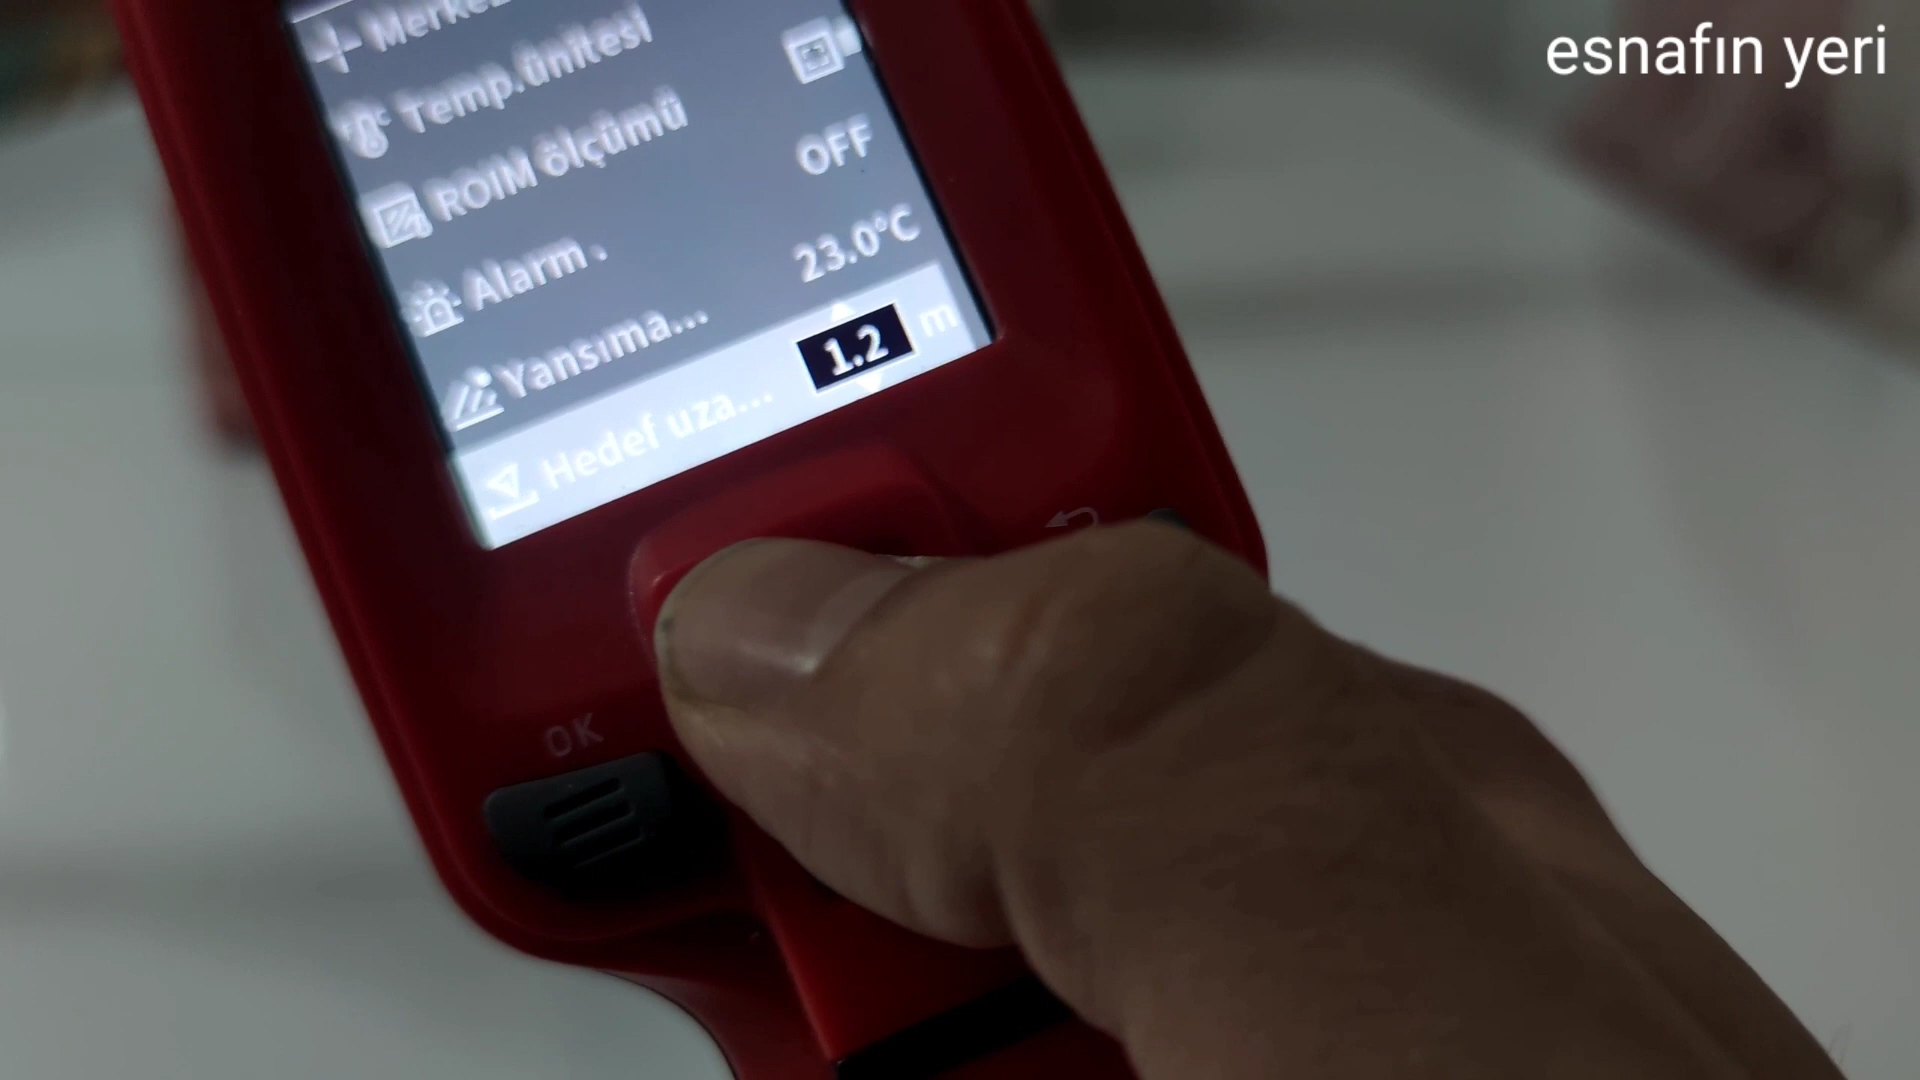 esnafın yeri
Temp.ünitesi
ROIM ölçümü
Alarm . OFF
Yansıma... 23.0°C
Hedef uza... 1.2 m
OK